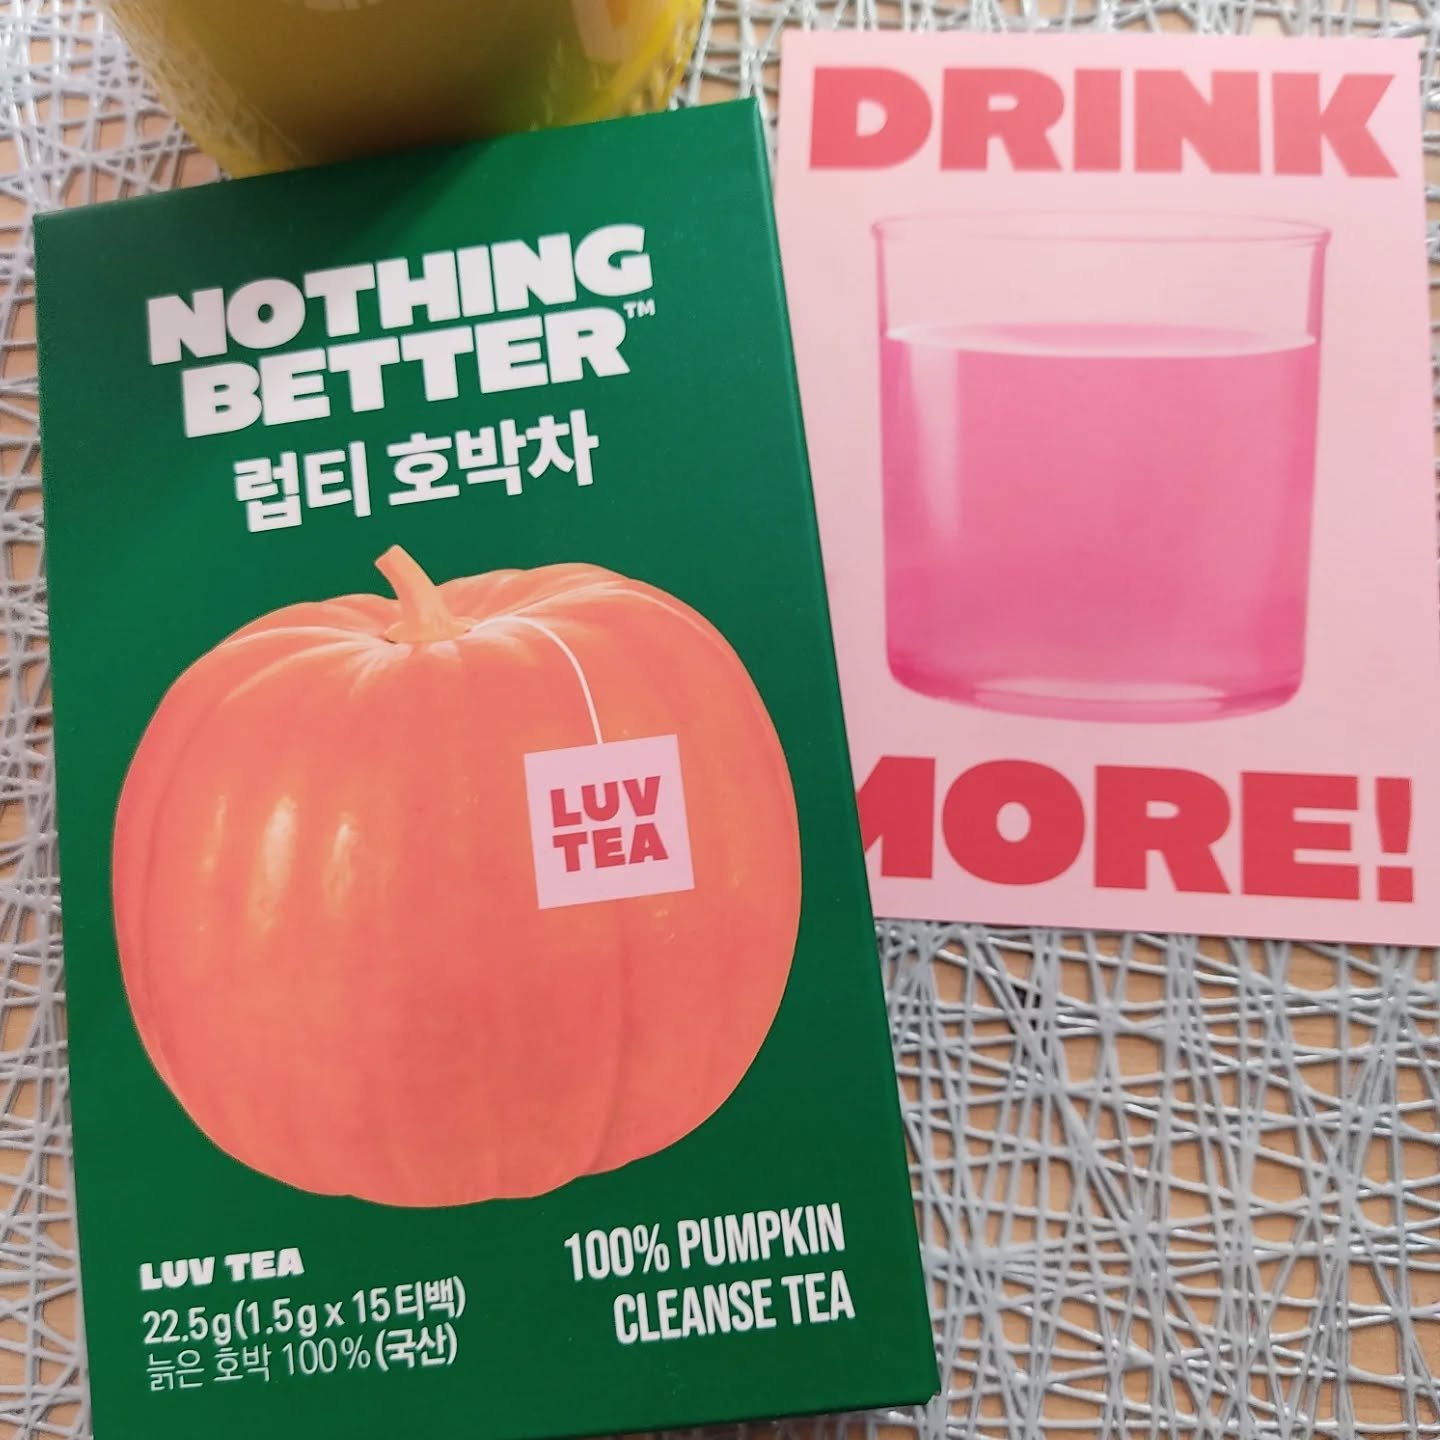 NOTHING
BETTER™
럽티 호박차
LUV
TEA
LUV TEA
22.5g(1.5g x 15티백)
늙은 호박 100%(국산)
100% PUMPKIN
CLEANSE TEA
DRINK
MORE!